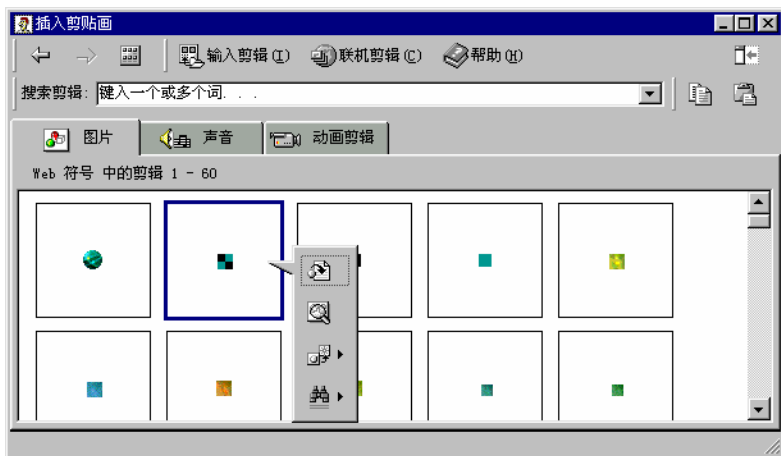 插入剪贴画
输入剪辑(I) 联机剪辑(C) 帮助(H)
搜索剪辑: 键入一个或多个词. . .
图片 声音 动画剪辑
Web 符号 中的剪辑 1 - 60